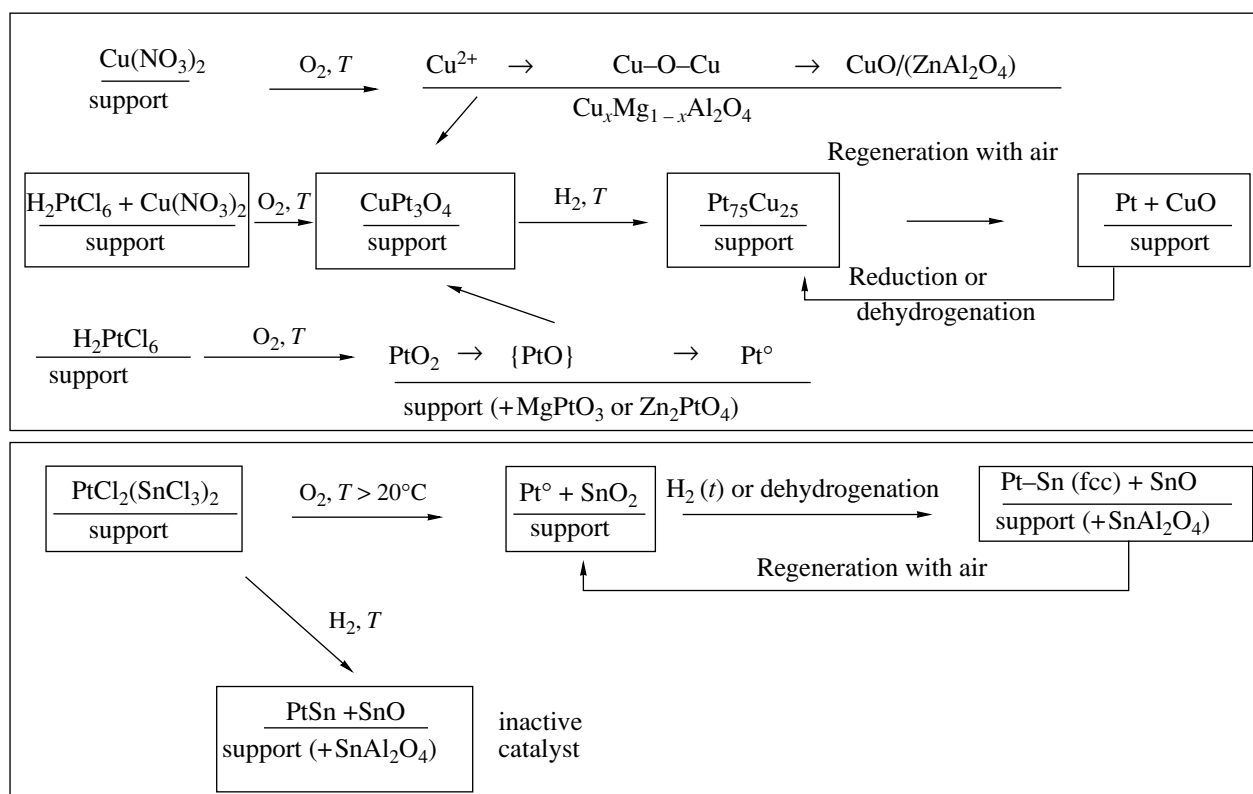 Cu(NO₃)₂
support
O₂, T
Cu²⁺ → Cu–O–Cu → CuO/(ZnAl₂O₄)
CuₓMg₁₋ₓAl₂O₄
H₂PtCl₆ + Cu(NO₃)₂
support
O₂, T
CuPt₃O₄
support
H₂, T
Pt₇₅Cu₂₅
support
Regeneration with air
Pt + CuO
support
Reduction or
dehydrogenation
H₂PtCl₆
support
O₂, T
PtO₂ → {PtO} → Pt°
support (+MgPtO₃ or Zn₂PtO₄)
PtCl₂(SnCl₃)₂
support
O₂, T > 20°C
Pt° + SnO₂
support
H₂ (t) or dehydrogenation
Pt–Sn (fcc) + SnO
support (+SnAl₂O₄)
Regeneration with air
H₂, T
PtSn +SnO
support (+SnAl₂O₄)
inactive
catalyst